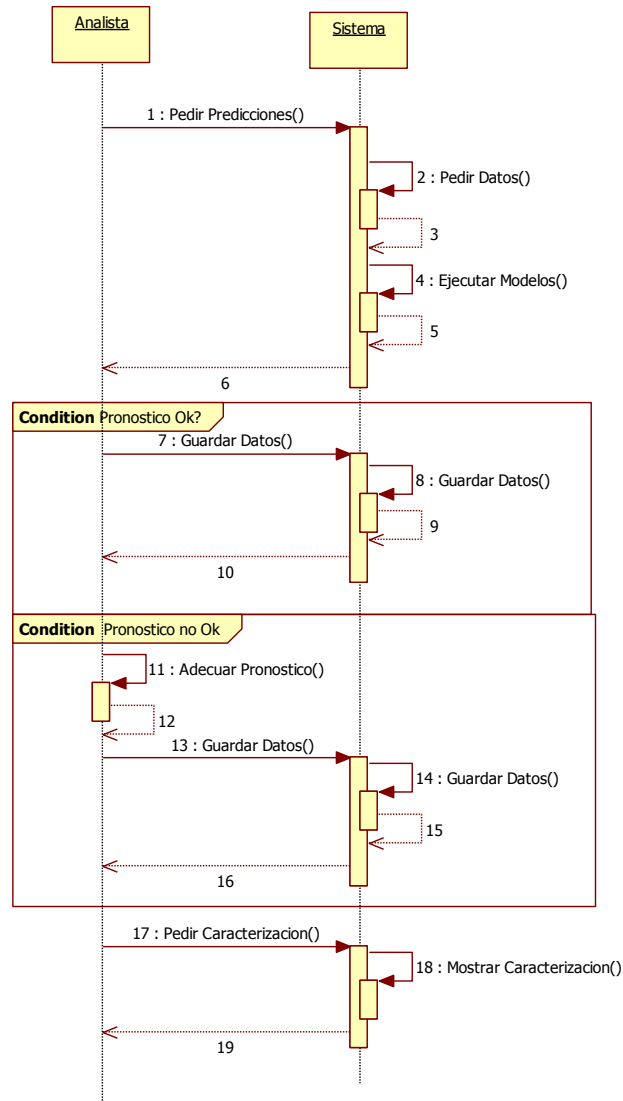 Analista
Sistema
1 : Pedir Predicciones()
2 : Pedir Datos()
3
4 : Ejecutar Modelos()
5
6
Condition Pronostico Ok?
7 : Guardar Datos()
8 : Guardar Datos()
9
10
Condition Pronostico no Ok
11 : Adecuar Pronostico()
12
13 : Guardar Datos()
14 : Guardar Datos()
15
16
17 : Pedir Caracterizacion()
18 : Mostrar Caracterizacion()
19